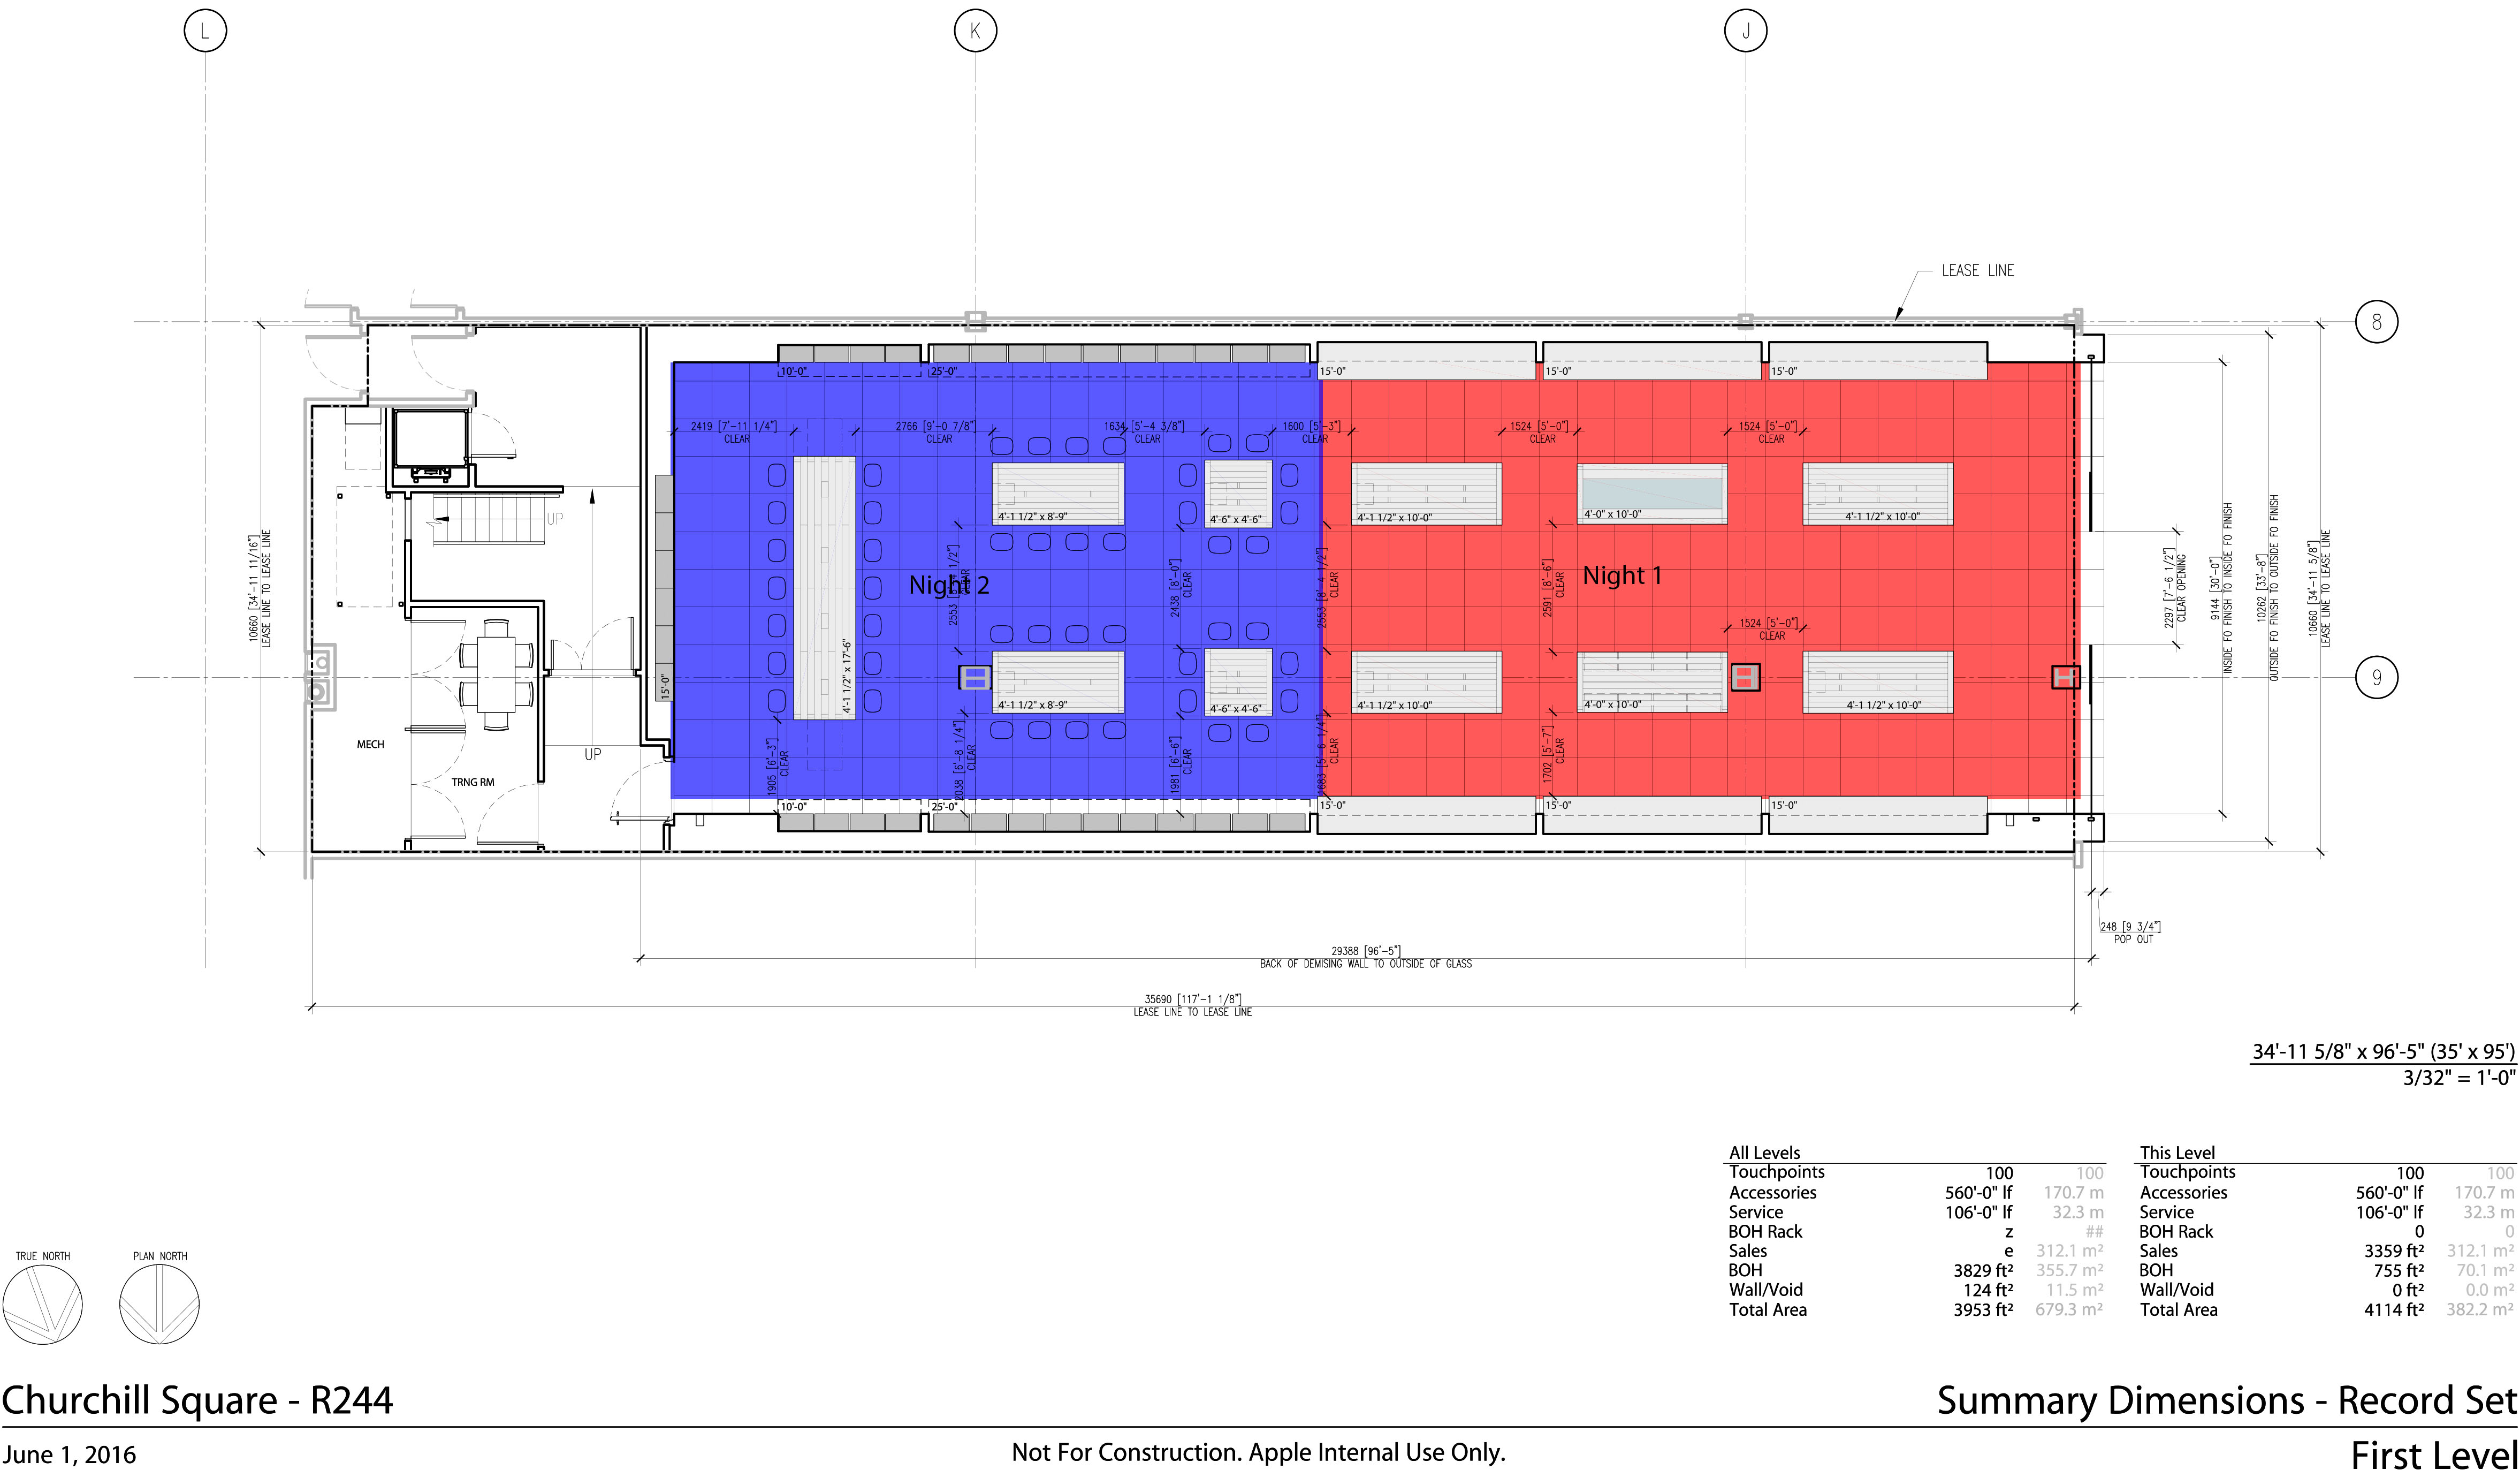 L
K
J
LEASE LINE
8
10'-0"
25'-0"
15'-0"
15'-0"
15'-0"
2419 [7'-11 1/4"]
CLEAR
2766 [9'-0 7/8"]
CLEAR
1634 [5'-4 3/8"]
CLEAR
1600 [5'-3"]
CLEAR
1524 [5'-0"]
CLEAR
1524 [5'-0"]
CLEAR
UP
4'-1 1/2" x 8'-9"
4'-6" x 4'-6"
4'-1 1/2" x 10'-0"
4'-0" x 10'-0"
4'-1 1/2" x 10'-0"
10660 [34'-11 11/16"]
LEASE LINE TO LEASE LINE
Night 2
CLEAR
2438 [8'-0"]
CLEAR
2553 [8'-4 1/2"]
CLEAR
2591 [8'-6"]
CLEAR
Night 1
1524 [5'-0"]
CLEAR
2297 [7'-6 1/2"]
CLEAR OPENING
9144 [30'-0"]
INSIDE FO FINISH TO INSIDE FO FINISH
10262 [33'-8"]
OUTSIDE FO FINISH TO OUTSIDE FO FINISH
10660 [34'-11 5/8"]
LEASE LINE TO LEASE LINE
9
15'-0"
4'-1 1/2" x 17'-6"
4'-1 1/2" x 8'-9"
4'-6" x 4'-6"
4'-1 1/2" x 10'-0"
4'-0" x 10'-0"
4'-1 1/2" x 10'-0"
MECH
TRNG RM
UP
1905 [6'-3"]
CLEAR
2038 [6'-8 1/4"]
CLEAR
1981 [6'-6"]
CLEAR
1683 [5'-6 1/4"]
CLEAR
1702 [5'-7"]
CLEAR
10'-0"
25'-0"
15'-0"
15'-0"
15'-0"
248 [9 3/4"]
POP OUT
29388 [96'-5"]
BACK OF DEMISING WALL TO OUTSIDE OF GLASS
35690 [117'-1 1/8"]
LEASE LINE TO LEASE LINE
34'-11 5/8" x 96'-5" (35' x 95')
3/32" = 1'-0"
All Levels
Touchpoints 100 100
Accessories 560'-0" lf 170.7 m
Service 106'-0" lf 32.3 m
BOH Rack z ##
Sales e 312.1 m²
BOH 3829 ft² 355.7 m²
Wall/Void 124 ft² 11.5 m²
Total Area 3953 ft² 679.3 m²
This Level
Touchpoints 100 100
Accessories 560'-0" lf 170.7 m
Service 106'-0" lf 32.3 m
BOH Rack 0 0
Sales 3359 ft² 312.1 m²
BOH 755 ft² 70.1 m²
Wall/Void 0 ft² 0.0 m²
Total Area 4114 ft² 382.2 m²
TRUE NORTH
PLAN NORTH
Churchill Square - R244
Summary Dimensions - Record Set
June 1, 2016
Not For Construction. Apple Internal Use Only.
First Level